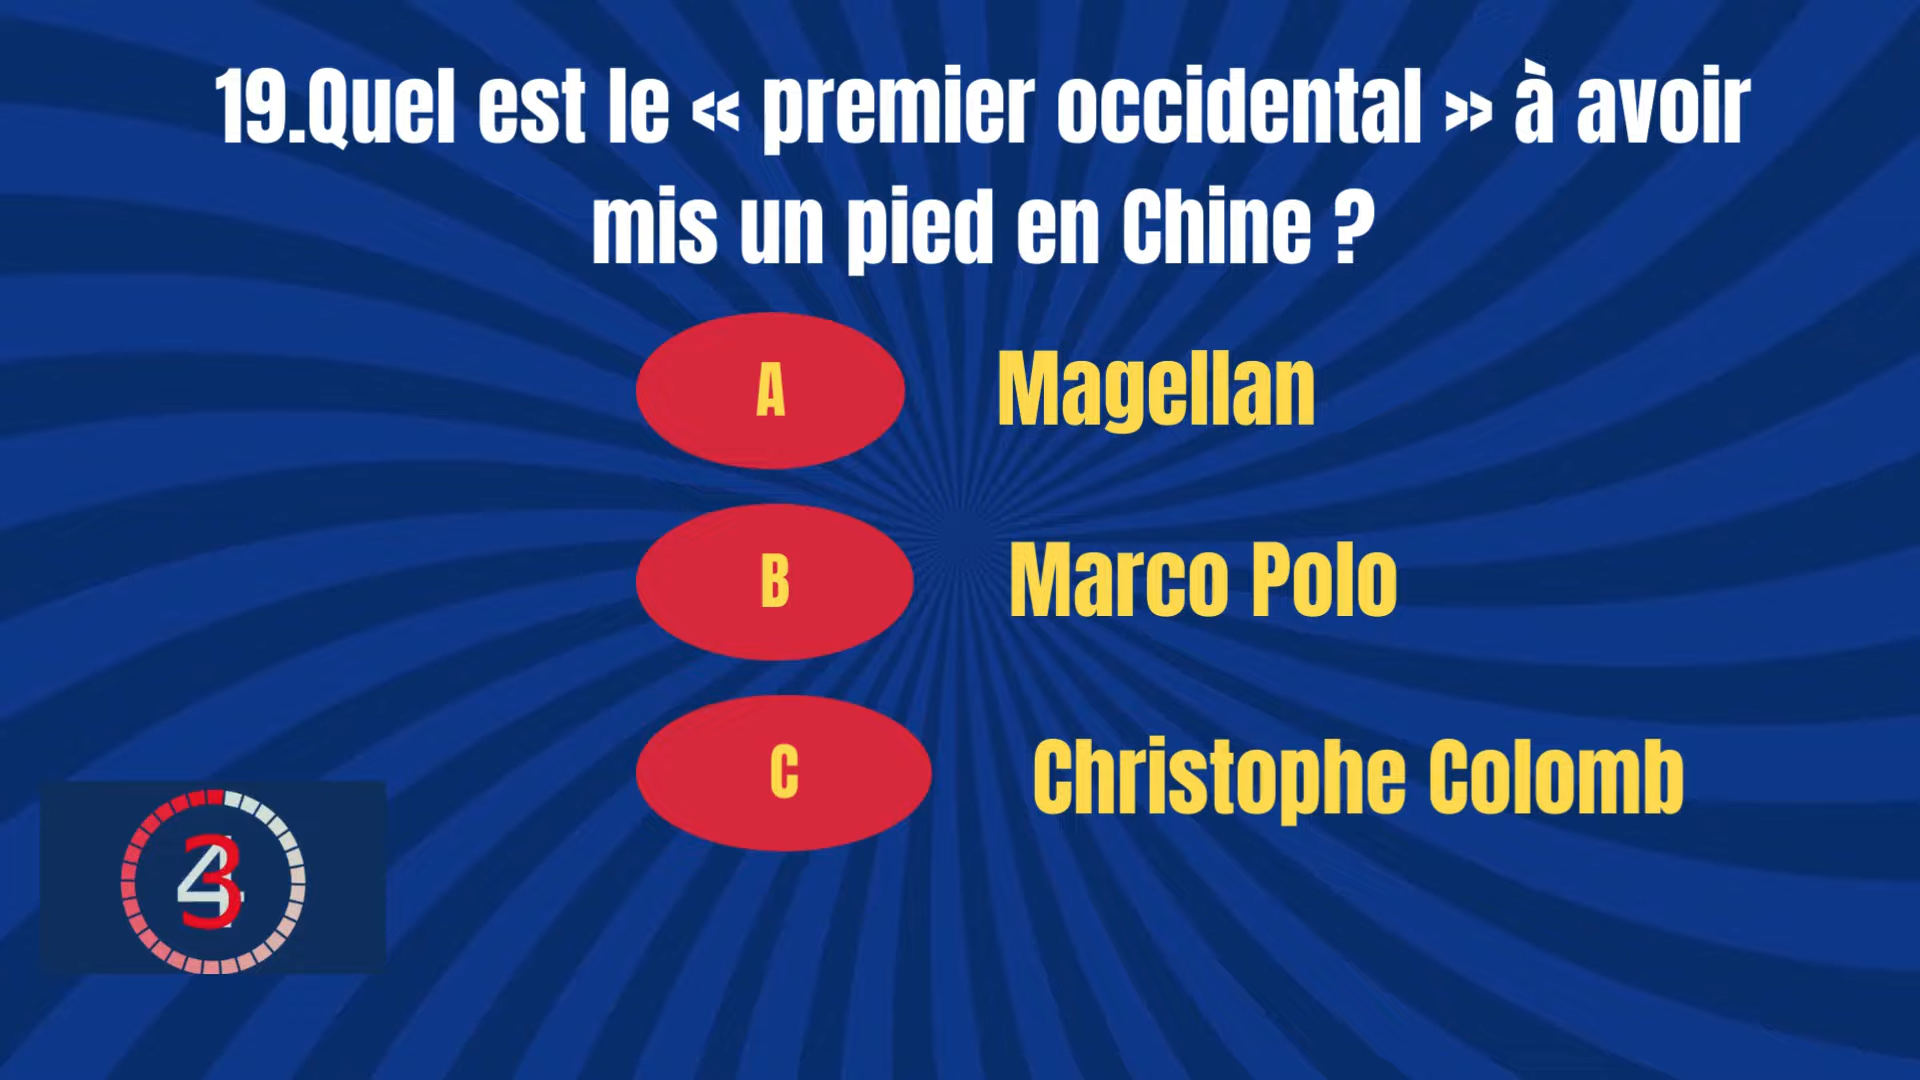 19.Quel est le « premier occidental » à avoir
mis un pied en Chine ?
A Magellan
B Marco Polo
C Christophe Colomb